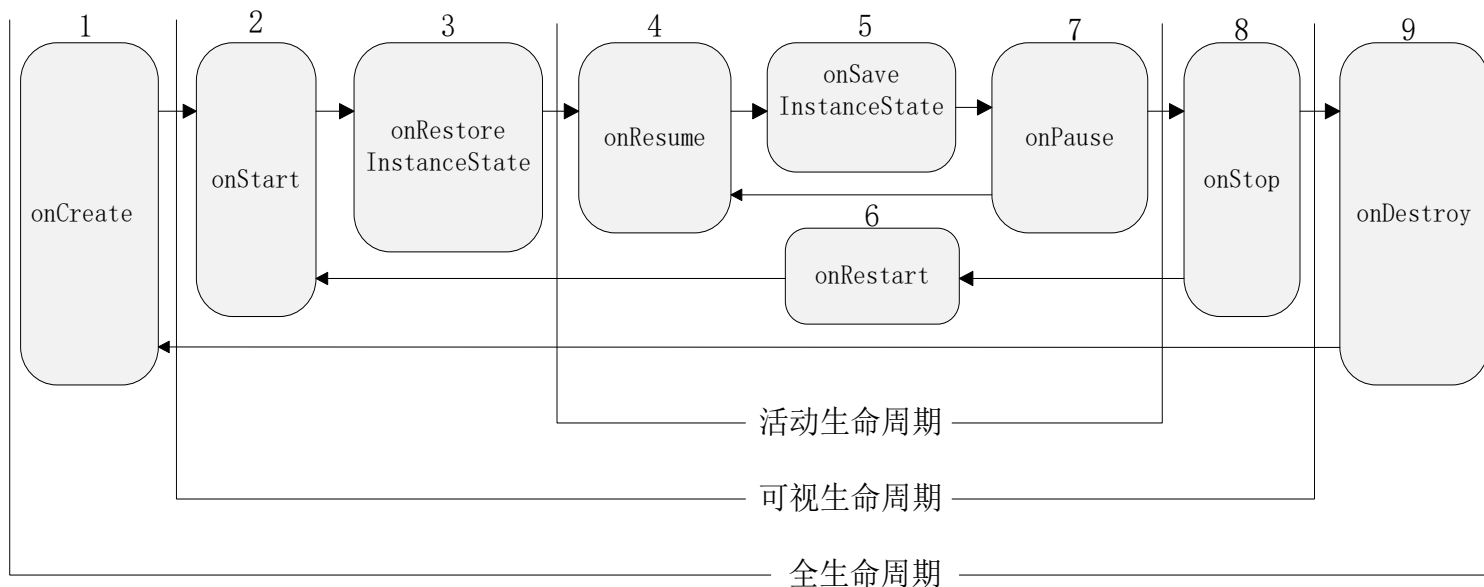 1
2
3
4
5
7
8
9
onCreate
onStart
onRestore
InstanceState
onResume
onSave
InstanceState
onPause
onStop
onDestroy
6
onRestart
活动生命周期
可视生命周期
全生命周期